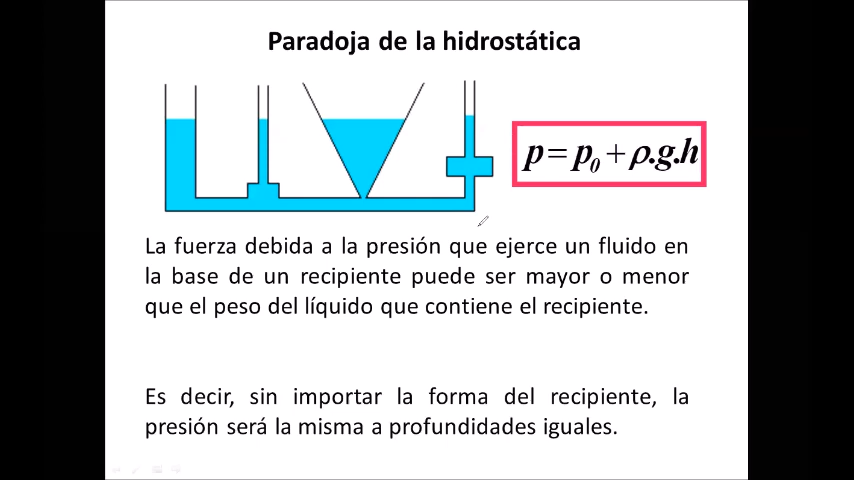 Paradoja de la hidrostática
p = p₀ + ρ.g.h
La fuerza debida a la presión que ejerce un fluido en
la base de un recipiente puede ser mayor o menor
que el peso del líquido que contiene el recipiente.
Es decir, sin importar la forma del recipiente, la
presión será la misma a profundidades iguales.